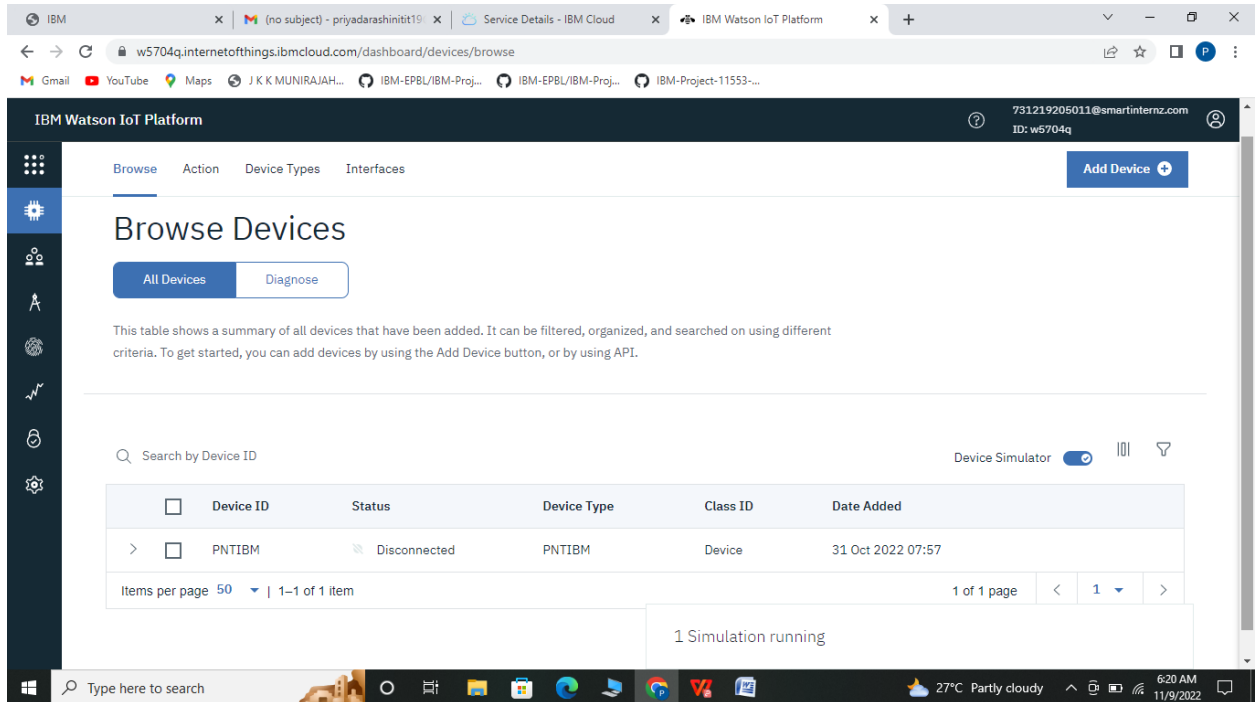 IBM
(no subject) - priyadarashinitit19
Service Details - IBM Cloud
IBM Watson IoT Platform
w5704q.internetofthings.ibmcloud.com/dashboard/devices/browse
P
Gmail YouTube Maps J K K MUNIRAJAH... IBM-EPBL/IBM-Proj... IBM-EPBL/IBM-Proj... IBM-Project-11553-...
IBM Watson IoT Platform
731219205011@smartinternz.com
ID: w5704q
Browse Action Device Types Interfaces
Add Device
Browse Devices
All Devices Diagnose
This table shows a summary of all devices that have been added. It can be filtered, organized, and searched on using different
criteria. To get started, you can add devices by using the Add Device button, or by using API.
Search by Device ID
Device Simulator
Device ID Status Device Type Class ID Date Added
PNTIBM Disconnected PNTIBM Device 31 Oct 2022 07:57
Items per page 50 | 1–1 of 1 item
1 of 1 page 1
1 Simulation running
Type here to search
27°C Partly cloudy
6:20 AM
11/9/2022